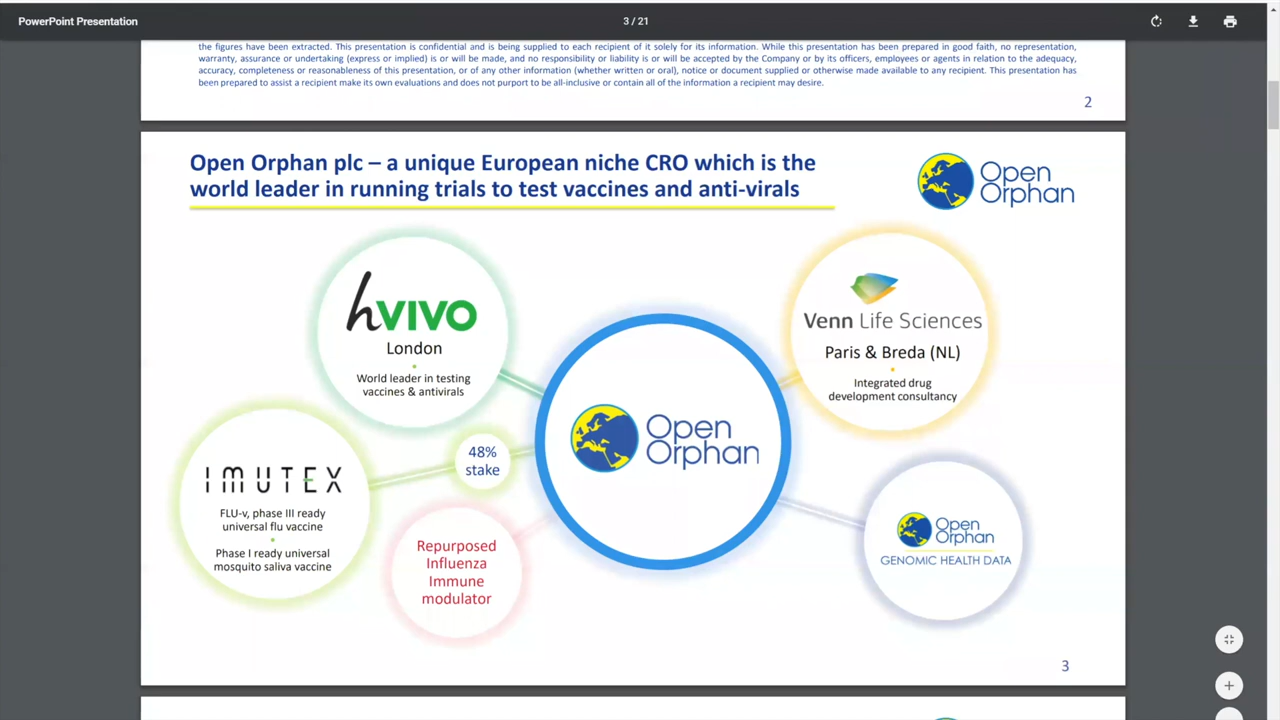 PowerPoint Presentation
3 / 21
the figures have been extracted. This presentation is confidential and is being supplied to each recipient of it solely for its information. While this presentation has been prepared in good faith, no representation,
warranty, assurance or undertaking (express or implied) is or will be made, and no responsibility or liability is or will be accepted by the Company or by its officers, employees or agents in relation to the adequacy,
accuracy, completeness or reasonableness of this presentation, or of any other information (whether written or oral), notice or document supplied or otherwise made available to any recipient. This presentation has
been prepared to assist a recipient make its own evaluations and does not purport to be all-inclusive or contain all of the information a recipient may desire.
2
Open Orphan plc – a unique European niche CRO which is the
world leader in running trials to test vaccines and anti-virals
Open
Orphan
hVIVO
London
World leader in testing
vaccines & antivirals
Venn Life Sciences
Paris & Breda (NL)
Integrated drug
development consultancy
Open
Orphan
48%
stake
IMUTEX
FLU-v, phase III ready
universal flu vaccine
Phase I ready universal
mosquito saliva vaccine
Repurposed
Influenza
Immune
modulator
Open
Orphan
GENOMIC HEALTH DATA
3